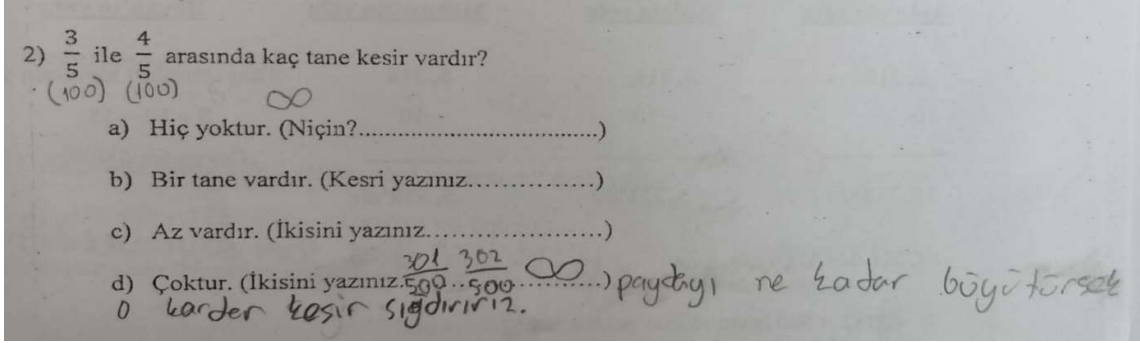 2) 3/5 ile 4/5 arasında kaç tane kesir vardır?
(100) (100) ∞
a) Hiç yoktur. (Niçin?....................................)
b) Bir tane vardır. (Kesri yazınız................)
c) Az vardır. (İkisini yazınız......................)
d) Çoktur. (İkisini yazınız. 301/500 .. 302/500 ∞ ............) paydayı ne kadar büyütürsek
o karder kesir sığdırırız.